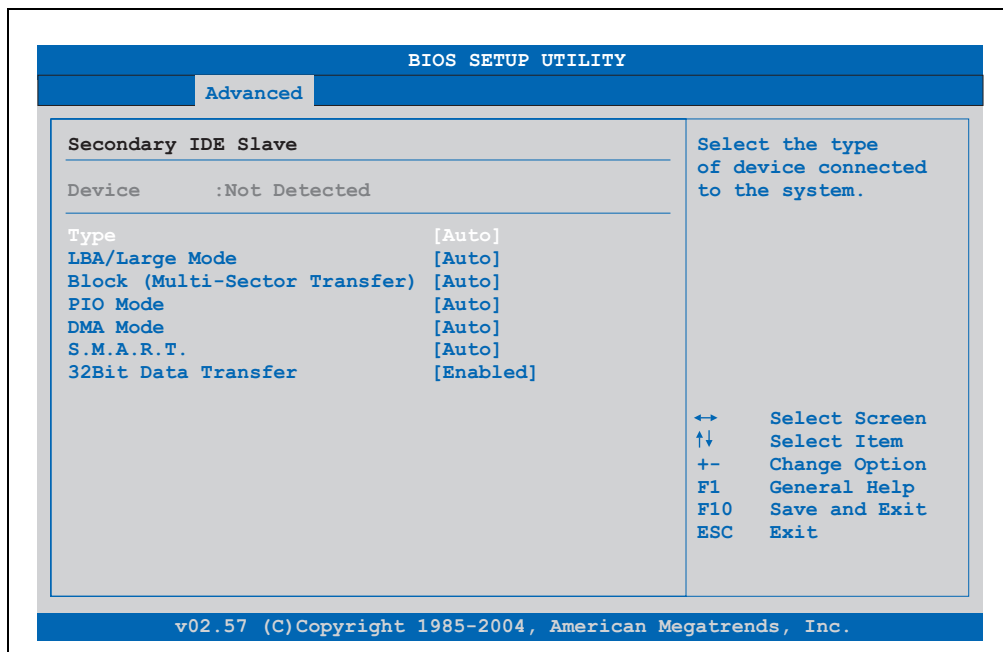 BIOS SETUP UTILITY
Advanced
Secondary IDE Slave
Device :Not Detected
Type [Auto]
LBA/Large Mode [Auto]
Block (Multi-Sector Transfer) [Auto]
PIO Mode [Auto]
DMA Mode [Auto]
S.M.A.R.T. [Auto]
32Bit Data Transfer [Enabled]
Select the type
of device connected
to the system.
↔ Select Screen
↑↓ Select Item
+- Change Option
F1 General Help
F10 Save and Exit
ESC Exit
v02.57 (C)Copyright 1985-2004, American Megatrends, Inc.